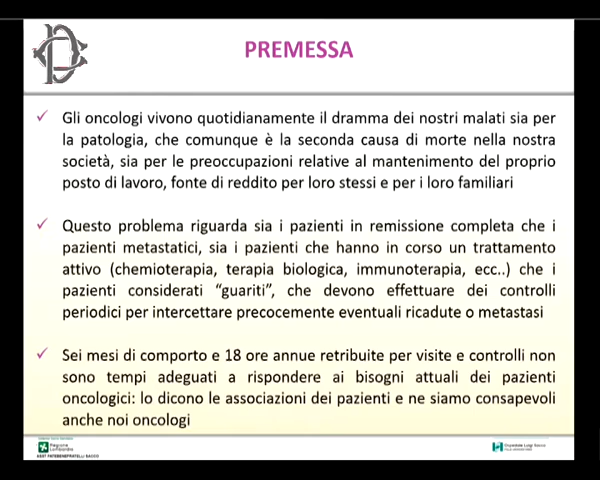 PREMESSA
✓ Gli oncologi vivono quotidianamente il dramma dei nostri malati sia per
la patologia, che comunque è la seconda causa di morte nella nostra
società, sia per le preoccupazioni relative al mantenimento del proprio
posto di lavoro, fonte di reddito per loro stessi e per i loro familiari
✓ Questo problema riguarda sia i pazienti in remissione completa che i
pazienti metastatici, sia i pazienti che hanno in corso un trattamento
attivo (chemioterapia, terapia biologica, immunoterapia, ecc..) che i
pazienti considerati “guariti”, che devono effettuare dei controlli
periodici per intercettare precocemente eventuali ricadute o metastasi
✓ Sei mesi di comporto e 18 ore annue retribuite per visite e controlli non
sono tempi adeguati a rispondere ai bisogni attuali dei pazienti
oncologici: lo dicono le associazioni dei pazienti e ne siamo consapevoli
anche noi oncologi
Regione
Lombardia
ASST FATEBENEFRATELLI SACCO
Ospedale Luigi Sacco